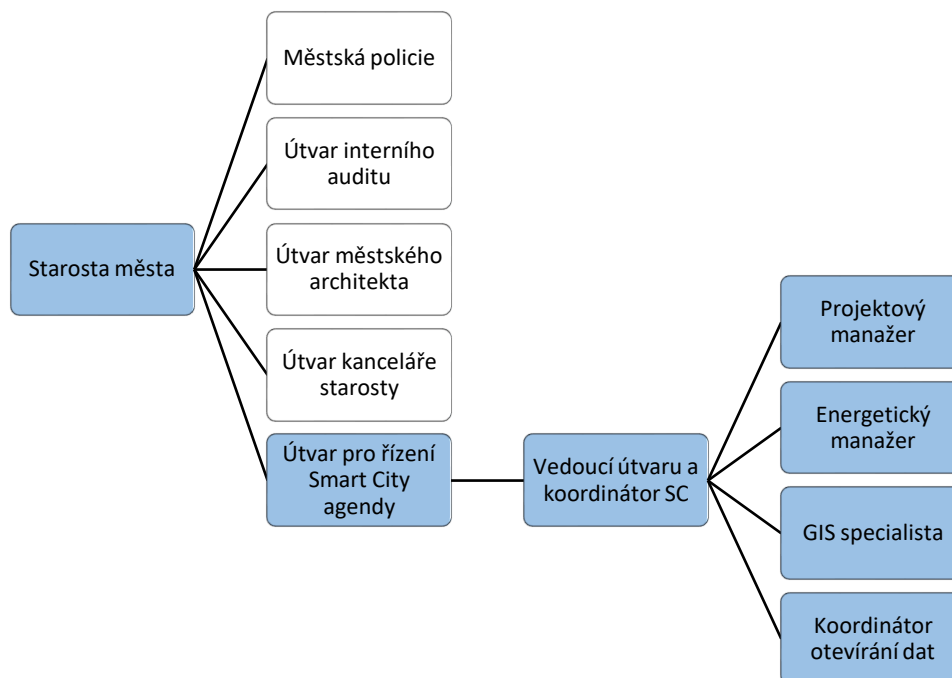 Městská policie
Útvar interního
auditu
Starosta města
Útvar městského
architekta
Útvar kanceláře
starosty
Útvar pro řízení
Smart City
agendy
Vedoucí útvaru a
koordinátor SC
Projektový
manažer
Energetický
manažer
GIS specialista
Koordinátor
otevírání dat